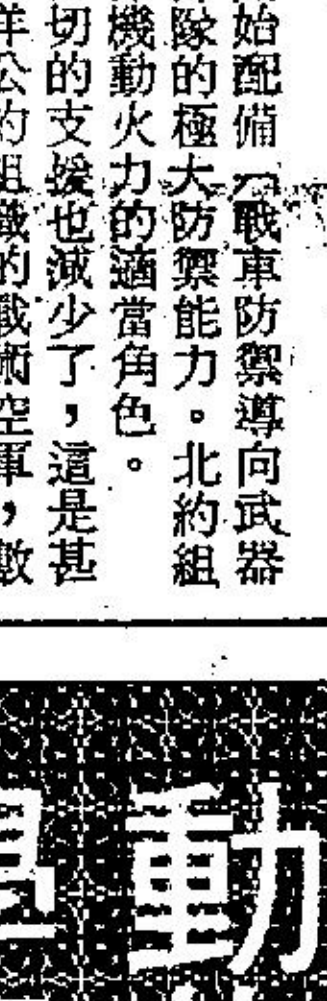 始配備︵戰車防禦導向武器
隊的極大防禦能力。北約組
機動火力的適當角色。
切的支援也減少了，這是甚
洋公約組織的戰術空軍，數
動